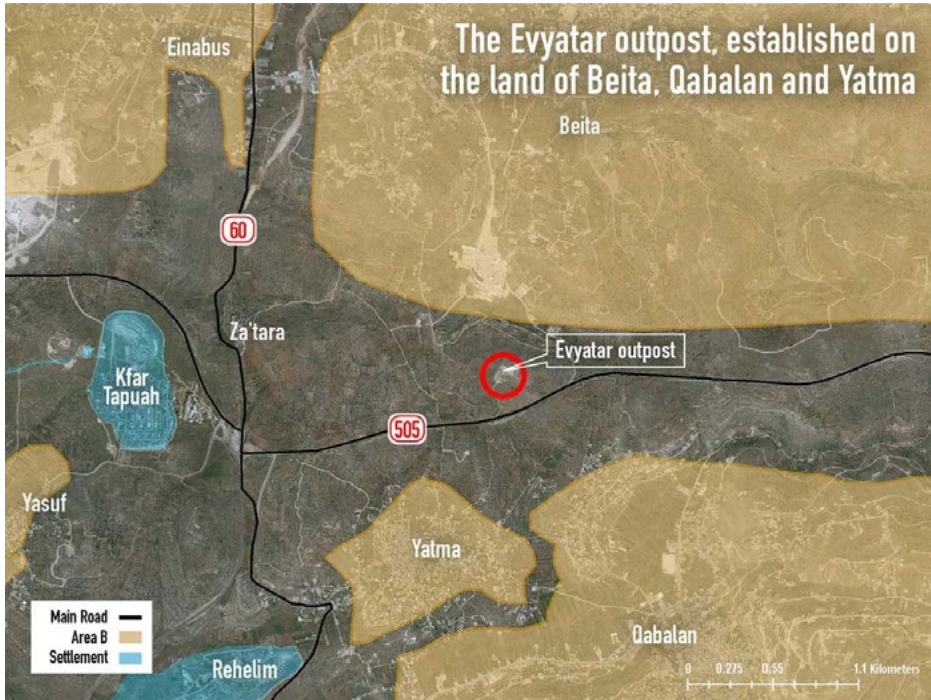 The Evyatar outpost, established on
the land of Beita, Qabalan and Yatma
'Einabus
Beita
60
Za'tara
Evyatar outpost
Kfar
Tapuah
505
Yasuf
Yatma
Qabalan
Rehelim
Main Road
Area B
Settlement
0 0.275 0.55 1.1 Kilometers